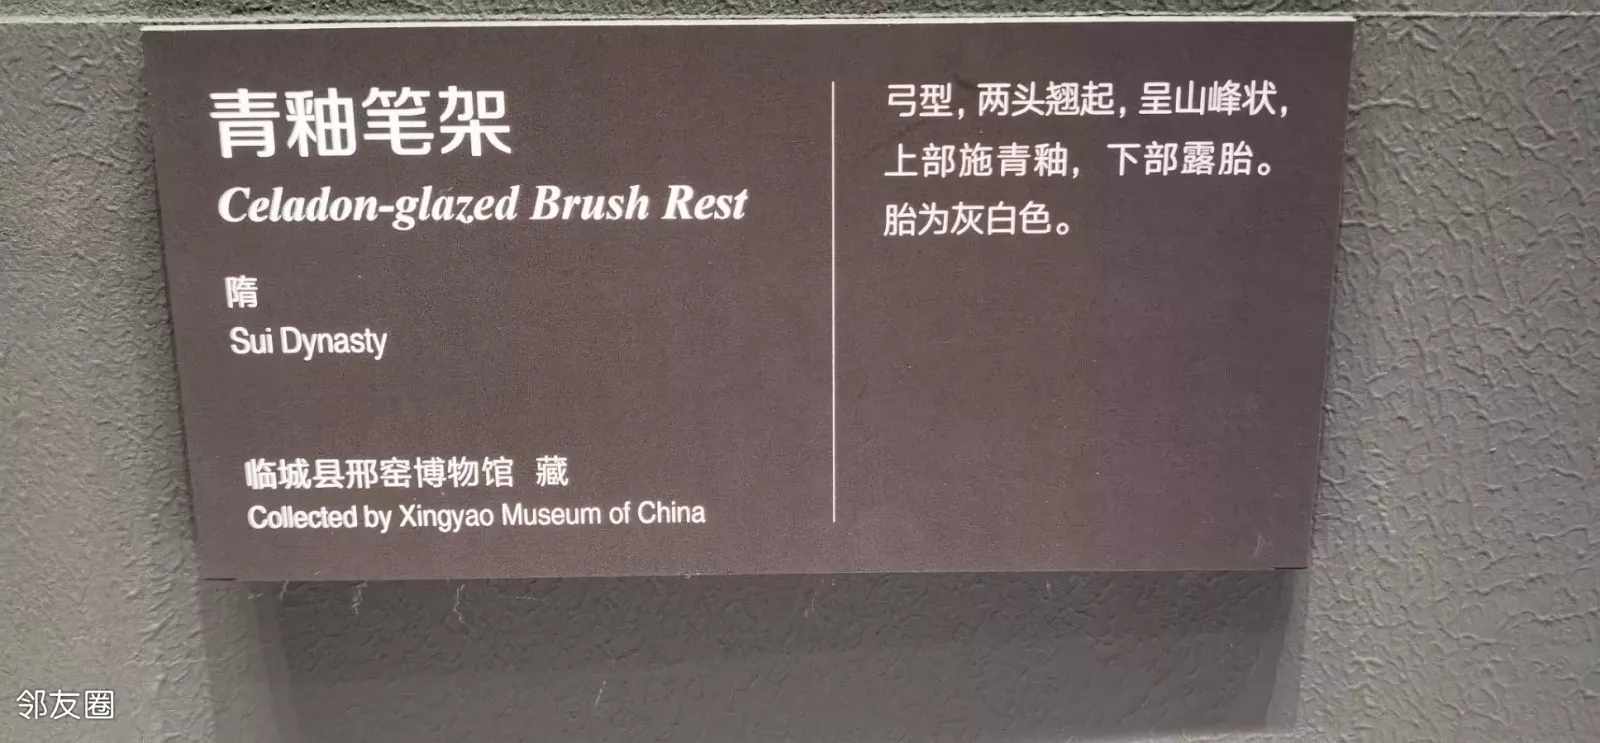 青釉笔架
Celadon-glazed Brush Rest
隋
Sui Dynasty
临城县邢窑博物馆 藏
Collected by Xingyao Museum of China
弓型，两头翘起，呈山峰状，
上部施青釉，下部露胎。
胎为灰白色。
邻友圈